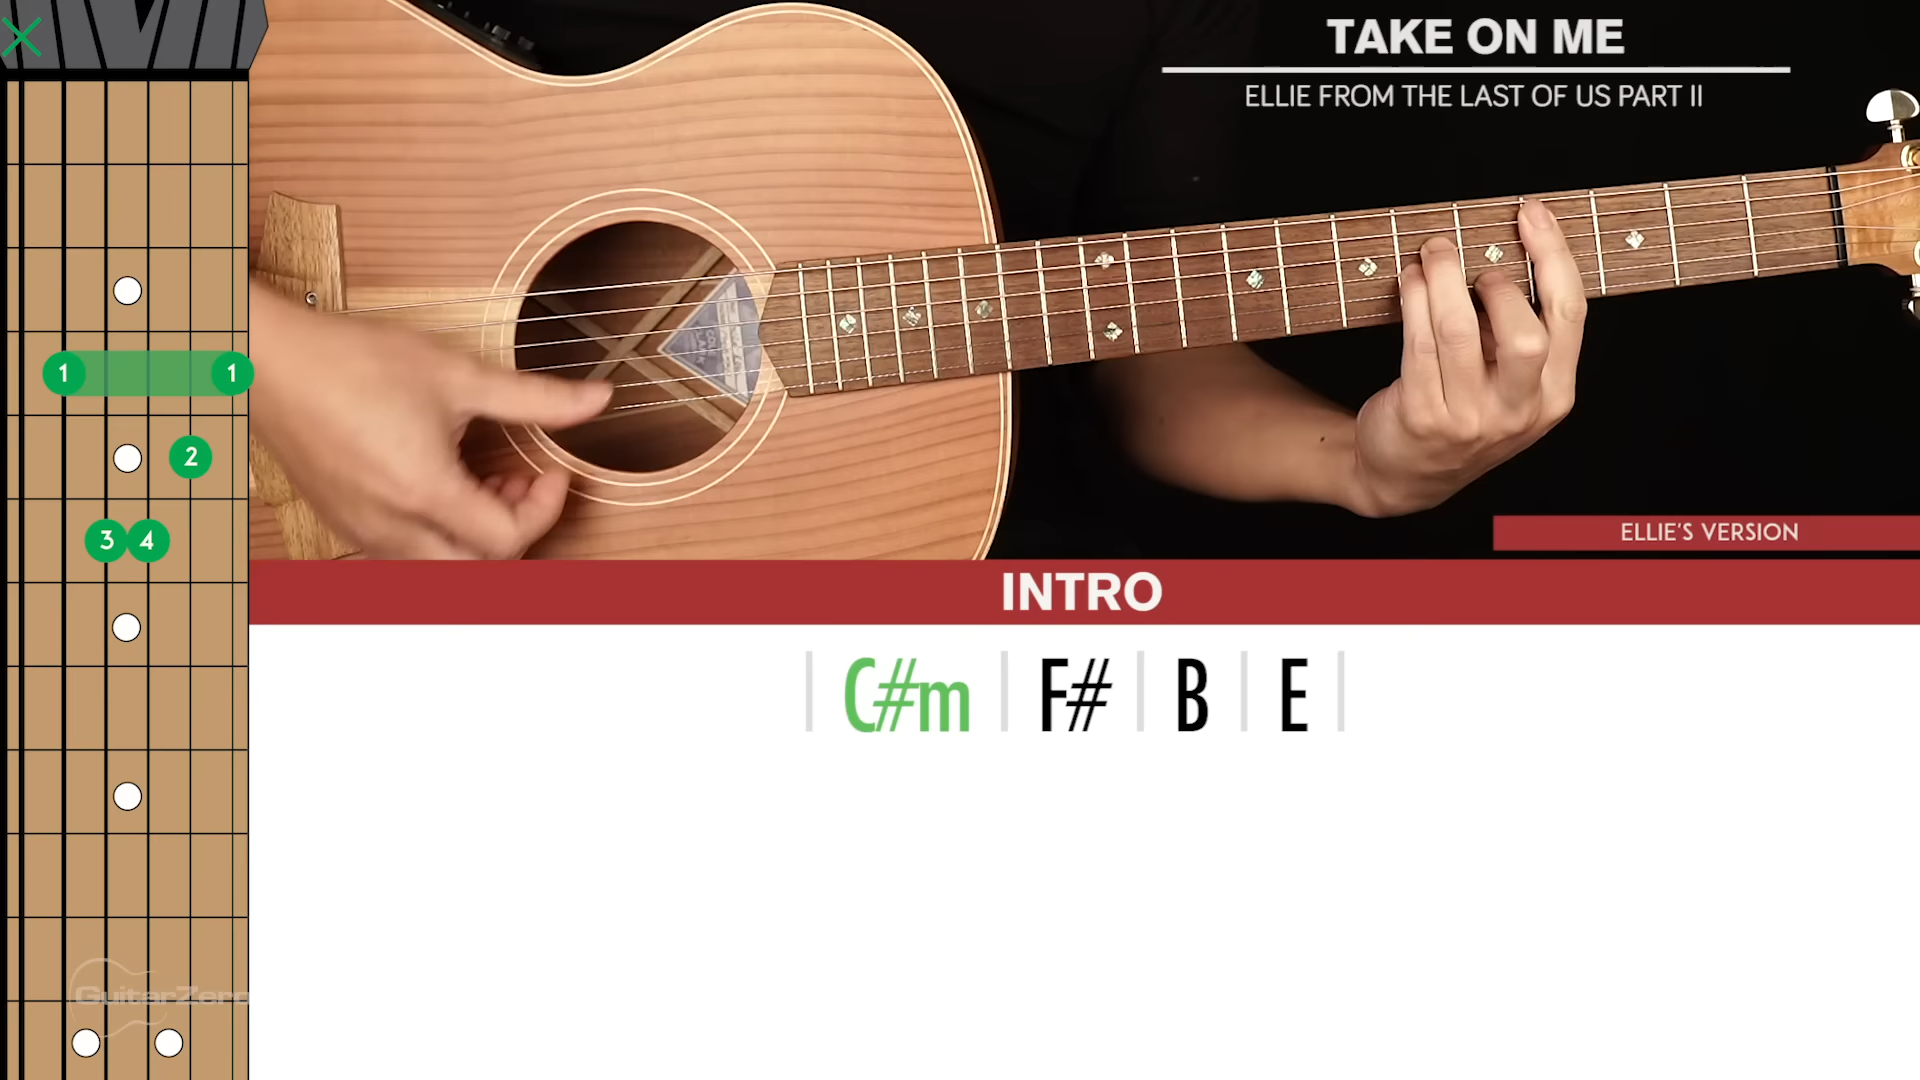 TAKE ON ME
ELLIE FROM THE LAST OF US PART II
ELLIE'S VERSION
INTRO
| C#m | F# | B | E |
1 1
2
3 4
GuitarZero